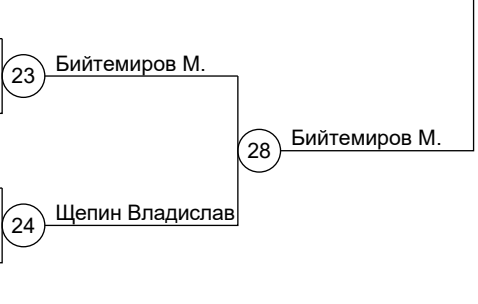 Бийтемиров М.
23
Бийтемиров М.
28
Щепин Владислав
24